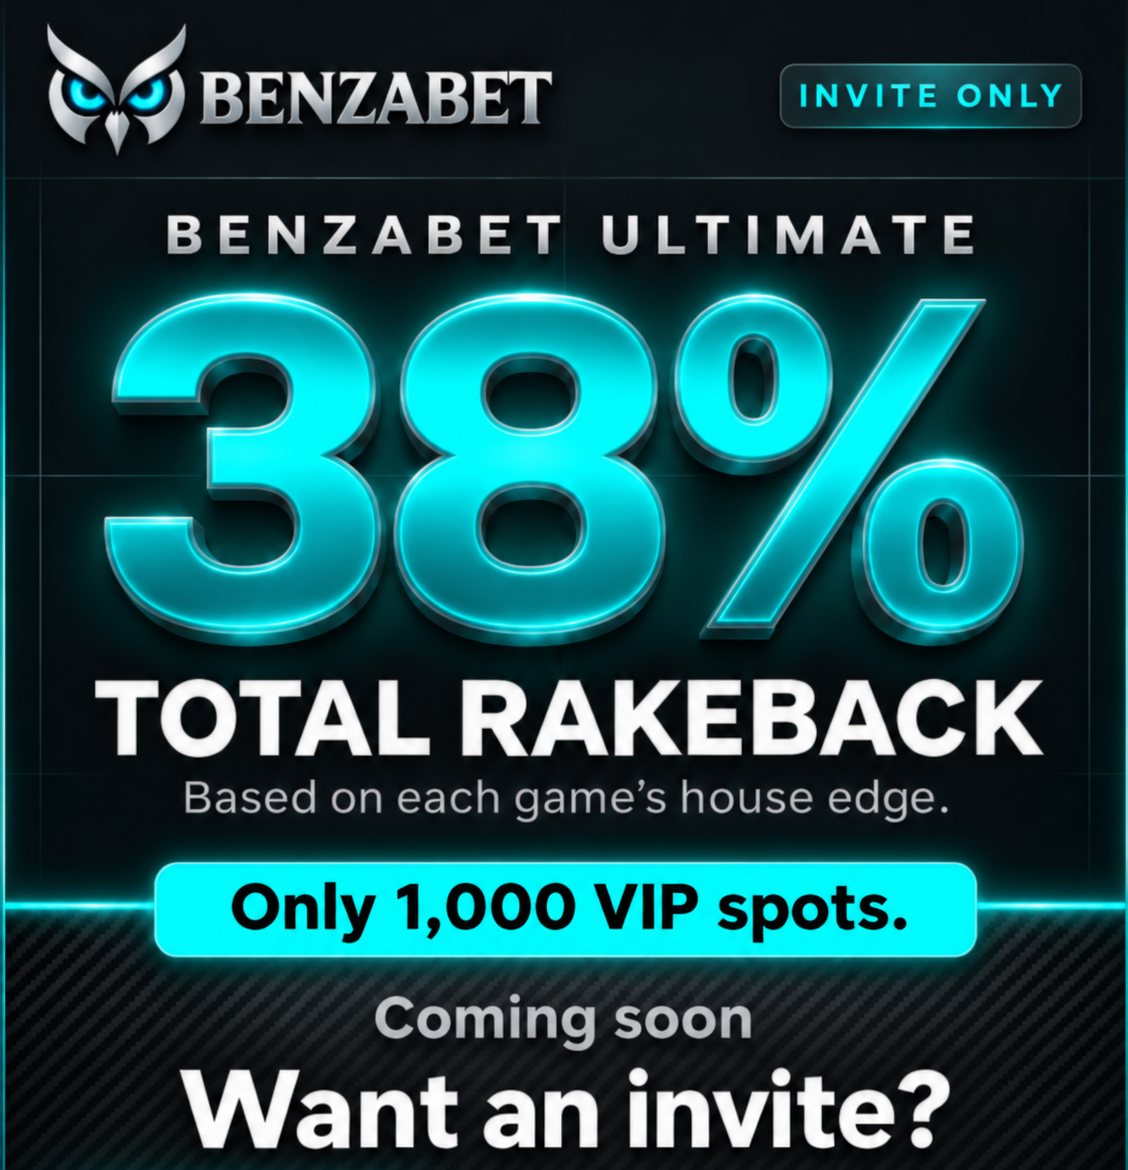 BENZABET
INVITE ONLY
BENZABET ULTIMATE
38%
TOTAL RAKEBACK
Based on each game’s house edge.
Only 1,000 VIP spots.
Coming soon
Want an invite?